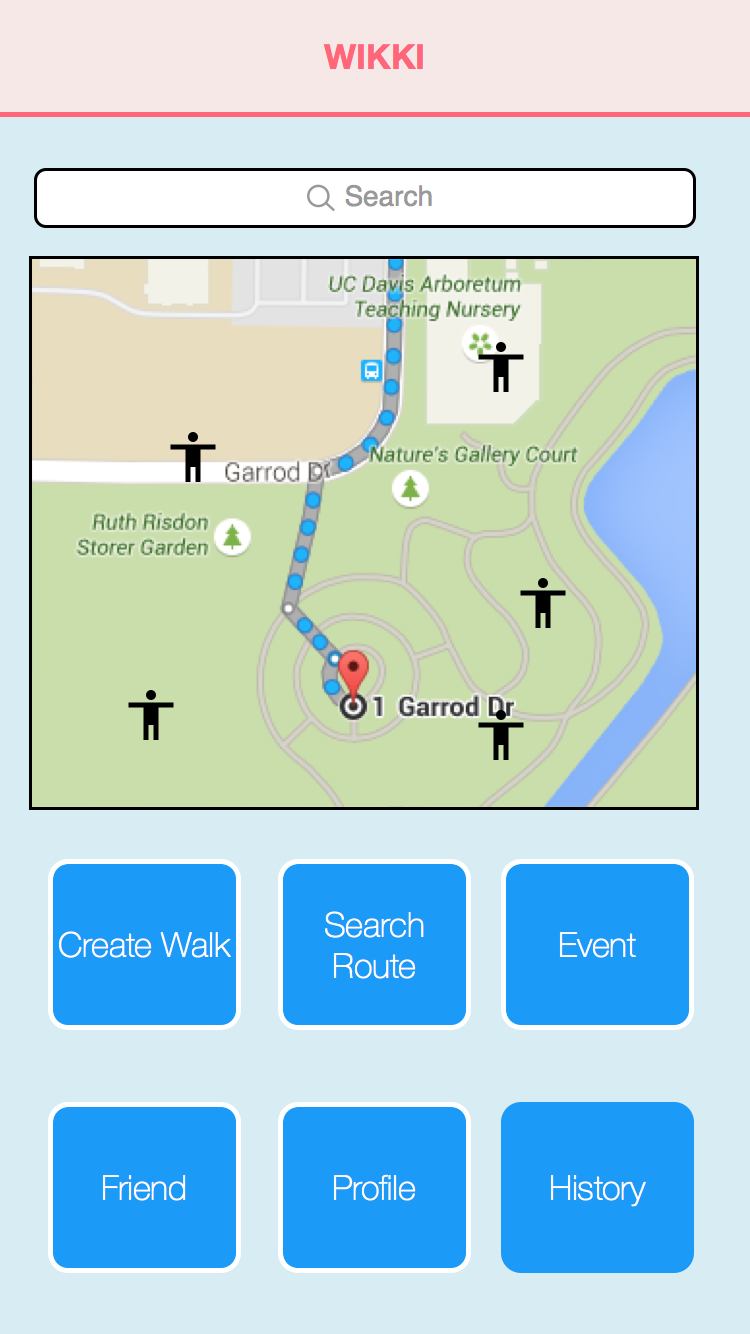 WIKKI
Search
UC Davis Arboretum
Teaching Nursery
Nature's Gallery Court
Garrod Dr
Ruth Risdon
Storer Garden
1 Garrod Dr
Create Walk
Search
Route
Event
Friend
Profile
History